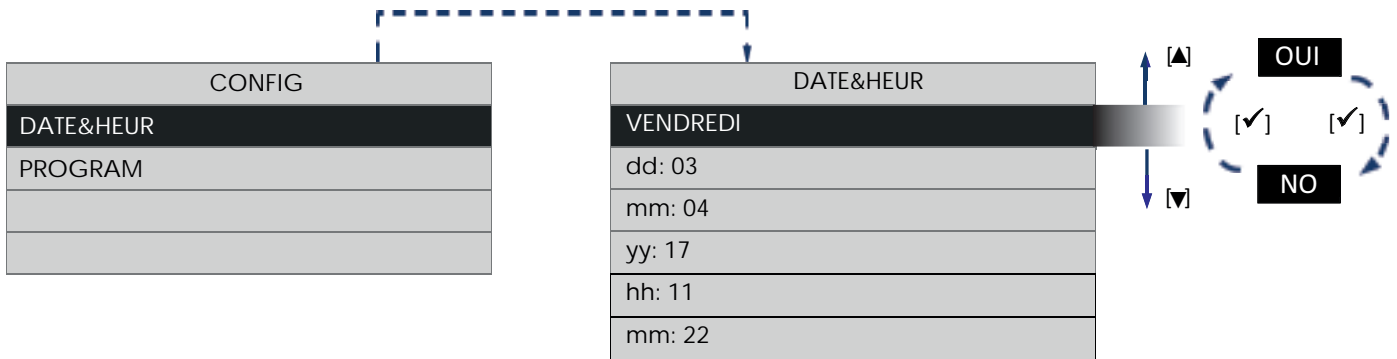 CONFIG
DATE&HEUR
PROGRAM
DATE&HEUR
VENDREDI
dd: 03
mm: 04
yy: 17
hh: 11
mm: 22
[▲]
[▼]
OUI
[✔] [✔]
NO